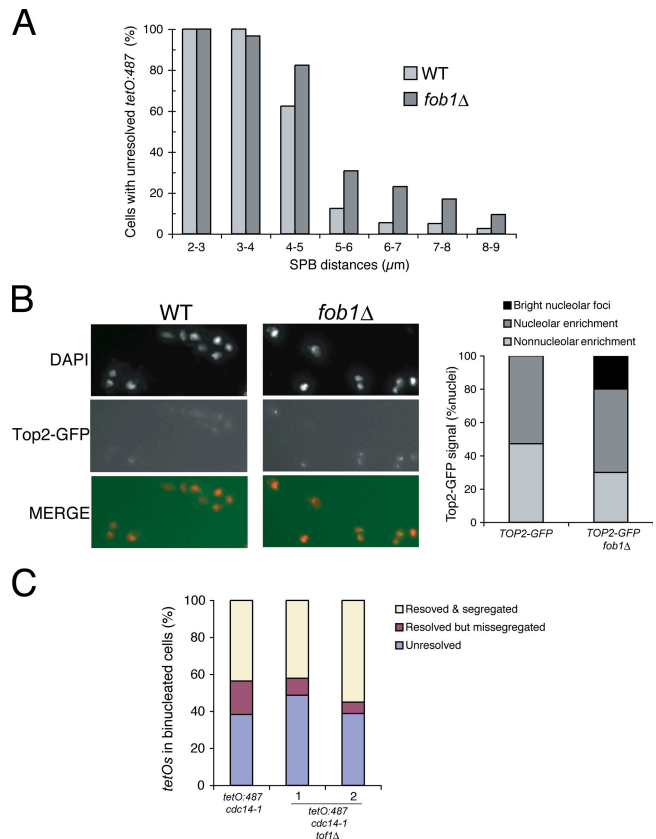 A
Cells with unresolved tetO:487 (%)
100
80
60
40
20
0
2-3 3-4 4-5 5-6 6-7 7-8 8-9
SPB distances (µm)
WT
fob1Δ
B
WT fob1Δ
DAPI
Top2-GFP
MERGE
Bright nucleolar foci
Nucleolar enrichment
Nonnucleolar enrichment
Top2-GFP signal (%nuclei)
100
80
60
40
20
0
TOP2-GFP TOP2-GFP
fob1Δ
C
tetOs in binucleated cells (%)
100
80
60
40
20
0
Resoved & segregated
Resolved but missegregated
Unresolved
tetO:487
cdc14-1
1 2
tetO:487
cdc14-1
tof1Δ